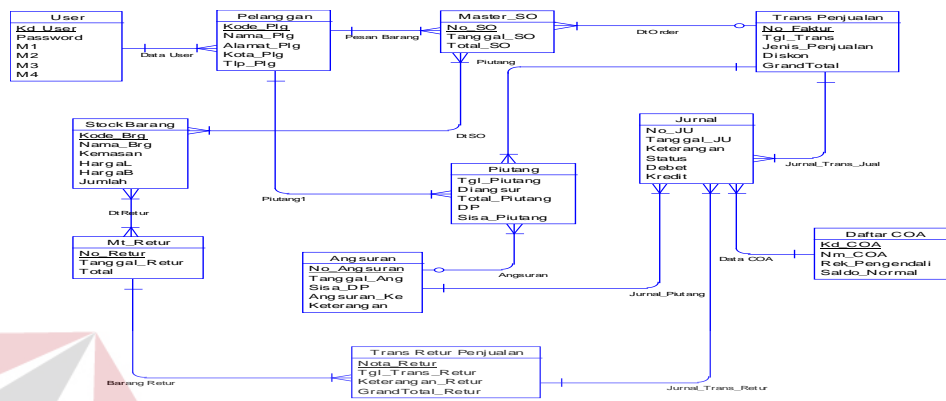 User
Kd_User
Password
M1
M2
M3
M4
Data User
Pelanggan
Kode_Plg
Nama_Plg
Alamat_Plg
Kota_Plg
Tlp_Plg
Pesan Barang
Master_SO
No_SO
Tanggal_SO
Total_SO
DtOrder
Trans Penjualan
No_Faktur
Tgl_Trans
Jenis_Penjualan
Diskon
GrandTotal
Piutang
StockBarang
Kode_Brg
Nama_Brg
Kemasan
HargaL
HargaB
Jumlah
DtSO
Jurnal
No_JU
Tanggal_JU
Keterangan
Status
Debet
Kredit
Jurnal_Trans_Jual
Piutang
Tgl_Piutang
Diangsur
Total_Piutang
DP
Sisa_Piutang
Piutang1
DtRetur
Mt_Retur
No_Retur
Tanggal_Retur
Total
Angsuran
No_Angsuran
Tanggal_Ang
Sisa_DP
Angsuran_Ke
Keterangan
Angsuran
Jurnal_Piutang
Data COA
Daftar COA
Kd_COA
Nm_COA
Rek_Pengendali
Saldo_Normal
Barang Retur
Trans Retur Penjualan
Nota_Retur
Tgl_Trans_Retur
Keterangan_Retur
GrandTotal_Retur
Jurnal_Trans_Retur